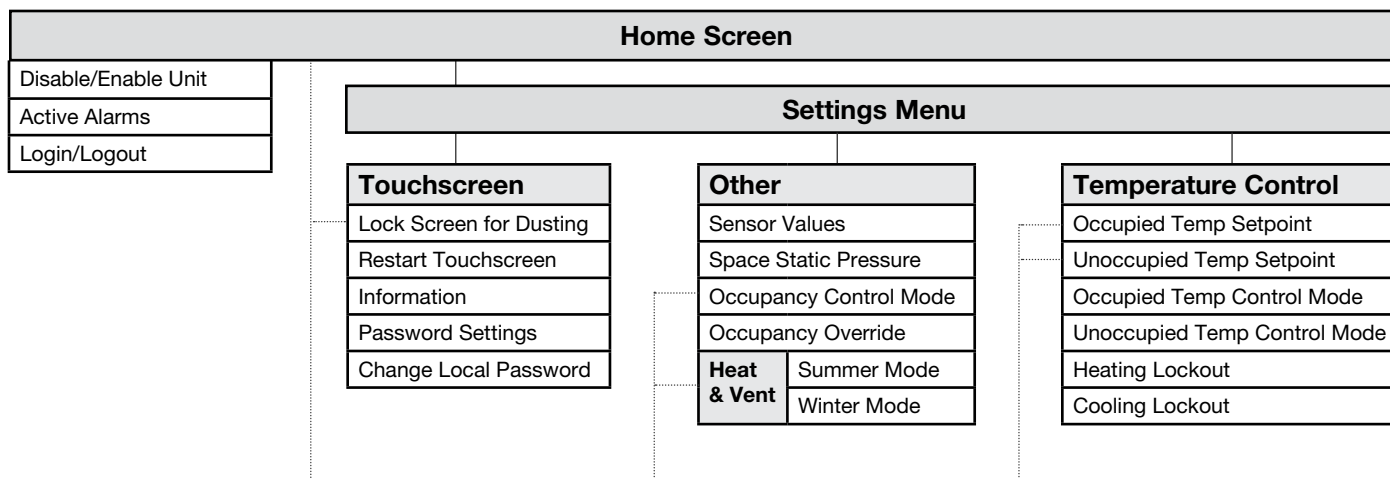 Home Screen
Disable/Enable Unit
Active Alarms
Login/Logout
Settings Menu
Touchscreen
Lock Screen for Dusting
Restart Touchscreen
Information
Password Settings
Change Local Password
Other
Sensor Values
Space Static Pressure
Occupancy Control Mode
Occupancy Override
Heat
& Vent
Summer Mode
Winter Mode
Temperature Control
Occupied Temp Setpoint
Unoccupied Temp Setpoint
Occupied Temp Control Mode
Unoccupied Temp Control Mode
Heating Lockout
Cooling Lockout